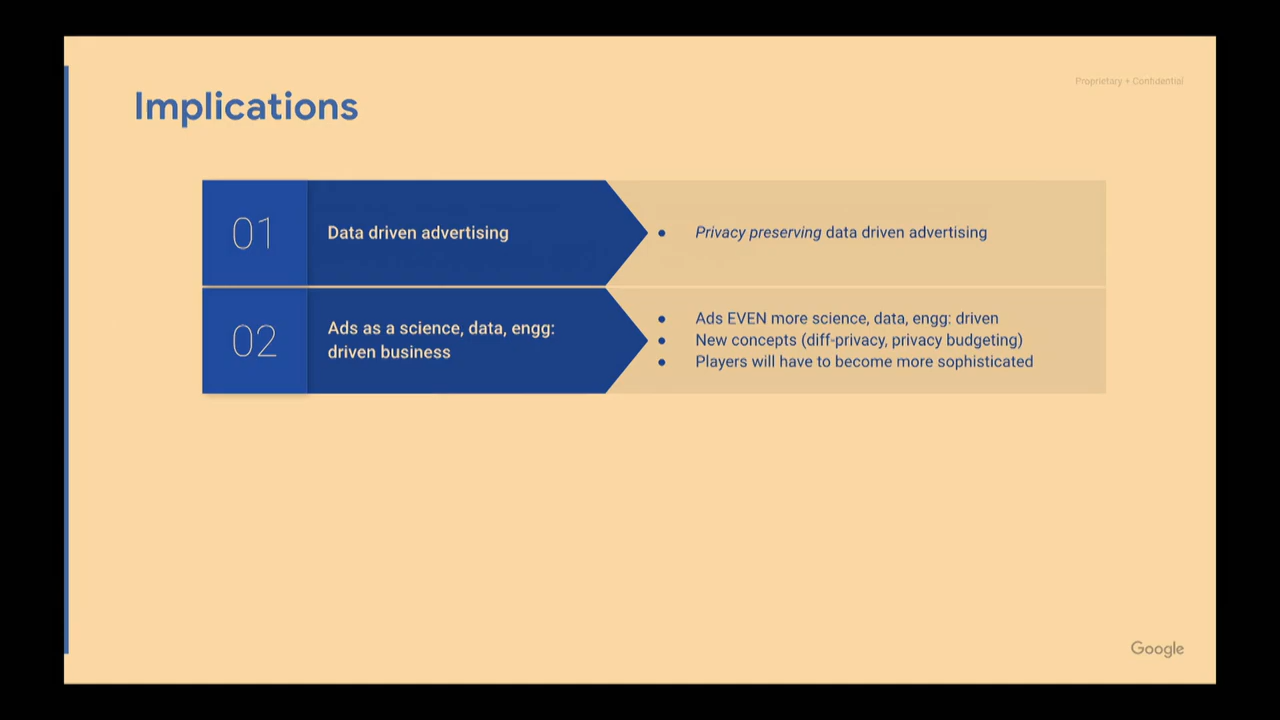 Proprietary + Confidential
Implications
01
Data driven advertising
• Privacy preserving data driven advertising
02
Ads as a science, data, engg:
driven business
• Ads EVEN more science, data, engg: driven
• New concepts (diff-privacy, privacy budgeting)
• Players will have to become more sophisticated
Google